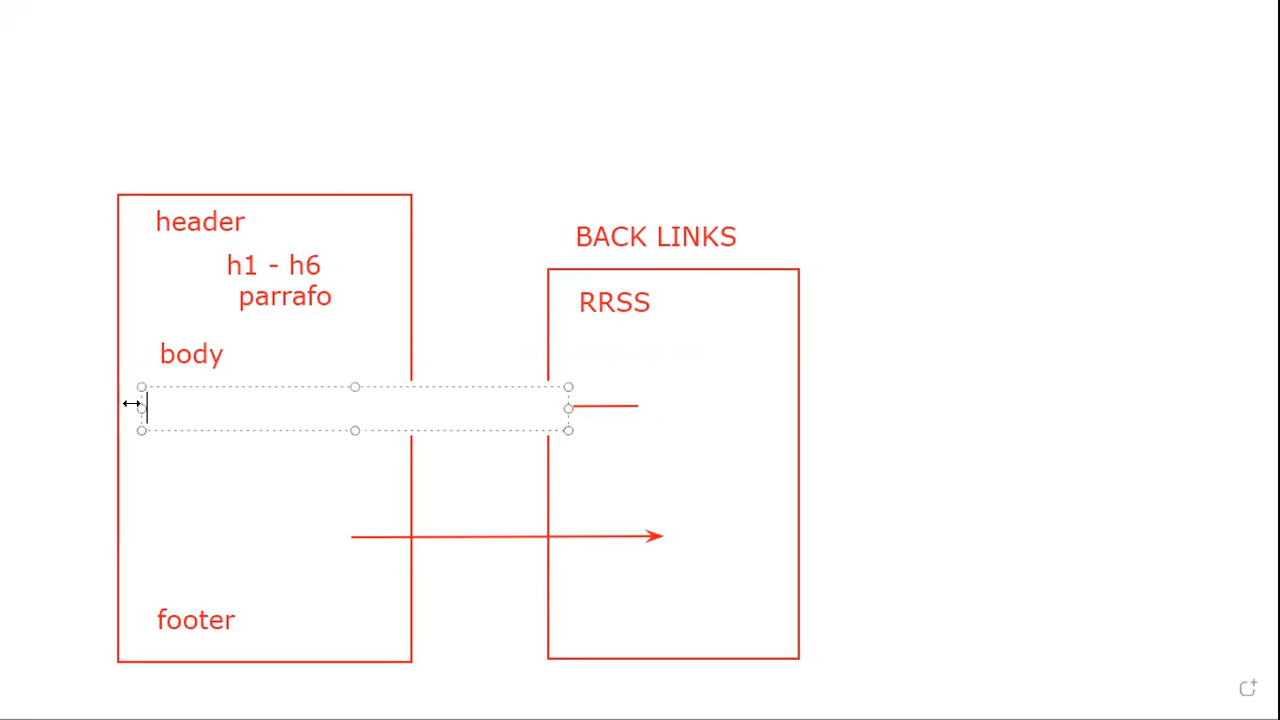 header
h1 - h6
parrafo
body
footer
BACK LINKS
RRSS